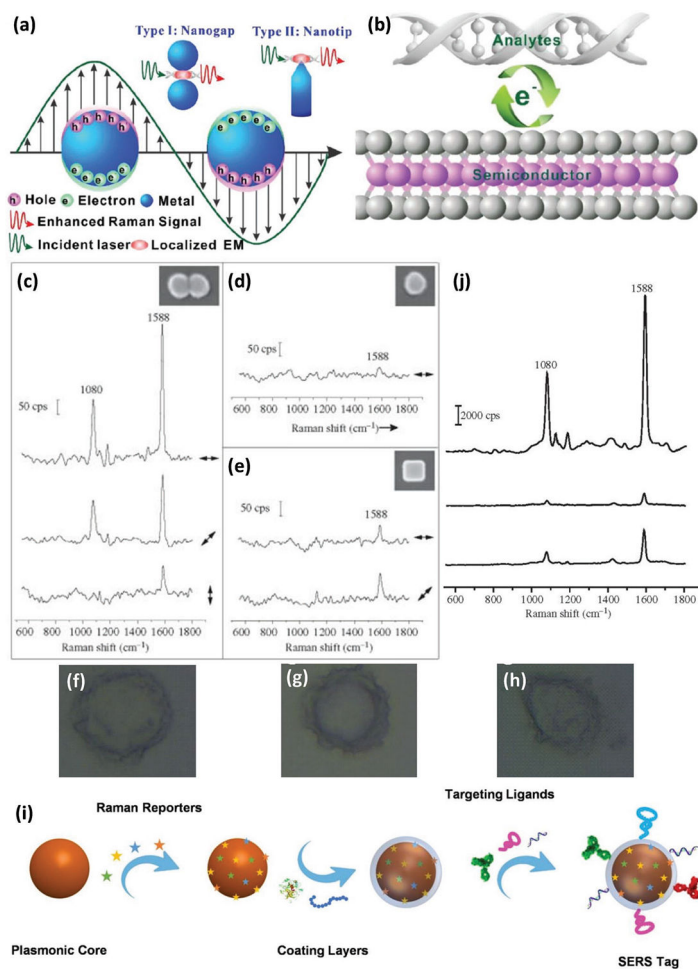 (a)
Type I: Nanogap
Type II: Nanotip
h h h h h
e e e e e
e e e e e
h h h h h
h Hole e Electron Metal
Enhanced Raman Signal
Incident laser Localized EM
(b)
Analytes
e-
Semiconductor
(c)
1588
1080
50 cps
600 800 1000 1200 1400 1600 1800
Raman shift (cm⁻¹)
(d)
50 cps
1588
600 800 1000 1200 1400 1600 1800
Raman shift (cm⁻¹)
(e)
50 cps
1588
600 800 1000 1200 1400 1600 1800
Raman shift (cm⁻¹)
(j)
1588
1080
2000 cps
600 800 1000 1200 1400 1600 1800
Raman shift (cm⁻¹)
(f)
(g)
(h)
(i)
Raman Reporters
Targeting Ligands
Plasmonic Core
Coating Layers
SERS Tag